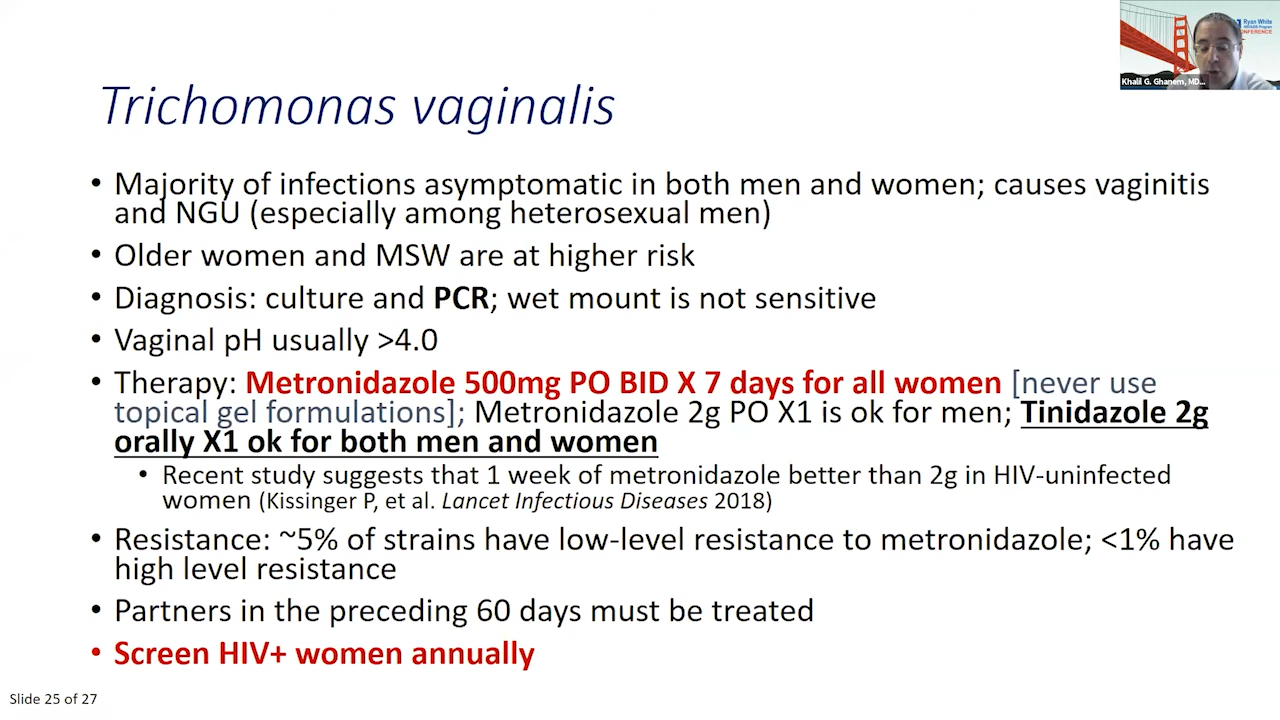 Ryan White
HIV/AIDS Program
CONFERENCE
Khalil G. Ghanem, MD...
Trichomonas vaginalis
• Majority of infections asymptomatic in both men and women; causes vaginitis
and NGU (especially among heterosexual men)
• Older women and MSW are at higher risk
• Diagnosis: culture and PCR; wet mount is not sensitive
• Vaginal pH usually >4.0
• Therapy: Metronidazole 500mg PO BID X 7 days for all women [never use
topical gel formulations]; Metronidazole 2g PO X1 is ok for men; Tinidazole 2g
orally X1 ok for both men and women
• Recent study suggests that 1 week of metronidazole better than 2g in HIV-uninfected
women (Kissinger P, et al. Lancet Infectious Diseases 2018)
• Resistance: ~5% of strains have low-level resistance to metronidazole; <1% have
high level resistance
• Partners in the preceding 60 days must be treated
• Screen HIV+ women annually
Slide 25 of 27